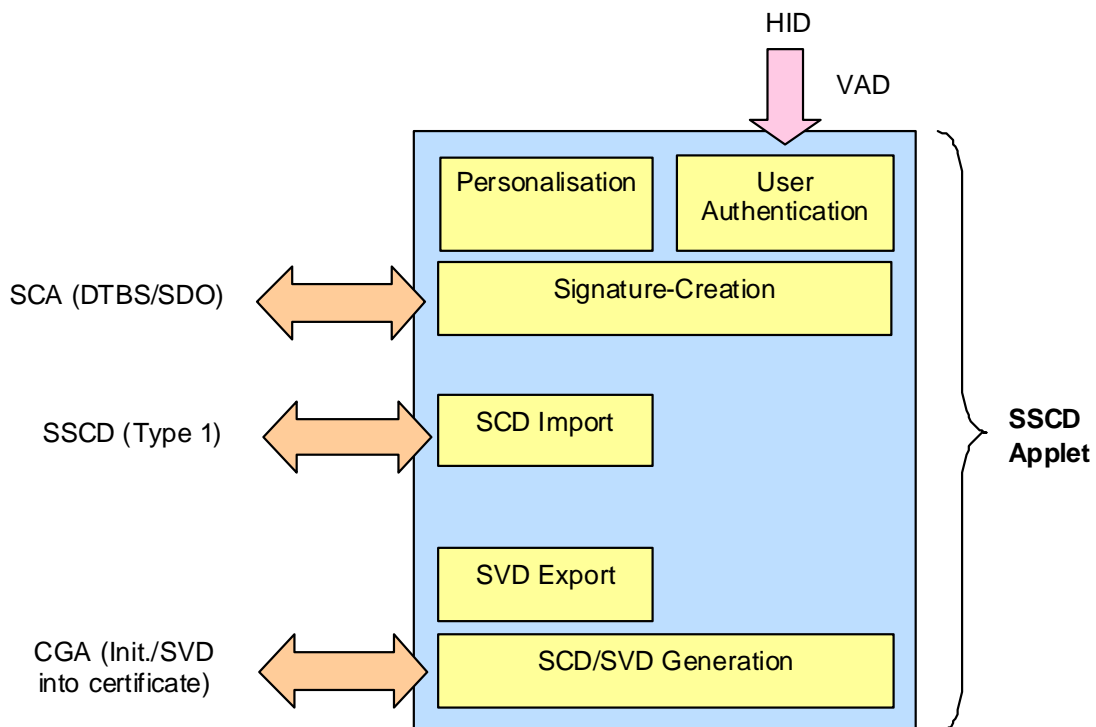 HID
VAD
Personalisation
User
Authentication
SCA (DTBS/SDO)
Signature-Creation
SSCD (Type 1)
SCD Import
SSCD
Applet
SVD Export
CGA (Init./SVD
into certificate)
SCD/SVD Generation